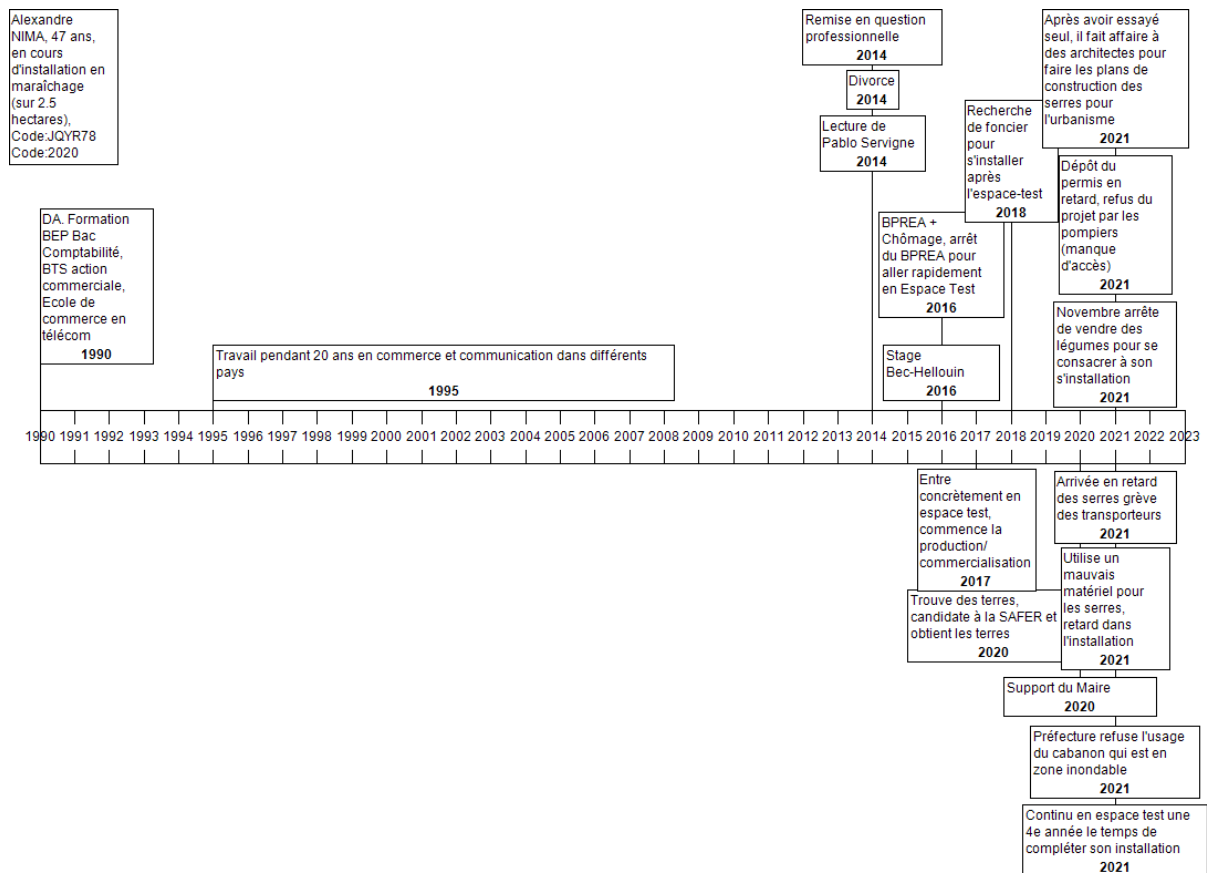 Alexandre
NIMA, 47 ans,
en cours
d'installation en
maraîchage
(sur 2.5
hectares),
Code:JQYR78
Code:2020
Remise en question
professionnelle
2014
Divorce
2014
Lecture de
Pablo Servigne
2014
Recherche
de foncier
pour
s'installer
après
l'espace-test
2018
Après avoir essayé
seul, il fait affaire à
des architectes pour
faire les plans de
construction des
serres pour
l'urbanisme
2021
Dépôt du
permis en
retard, refus du
projet par les
pompiers
(manque
d'accès)
2021
DA. Formation
BEP Bac
Comptabilité,
BTS action
commerciale,
Ecole de
commerce en
télécom
1990
BPREA +
Chômage, arrêt
du BPREA pour
aller rapidement
en Espace Test
2016
Novembre arrête
de vendre des
légumes pour se
consacrer à son
s'installation
2021
Travail pendant 20 ans en commerce et communication dans différents
pays
1995
Stage
Bec-Hellouin
2016
1990 1991 1992 1993 1994 1995 1996 1997 1998 1999 2000 2001 2002 2003 2004 2005 2006 2007 2008 2009 2010 2011 2012 2013 2014 2015 2016 2017 2018 2019 2020 2021 2022 2023
Entre
concrètement en
espace test,
commence la
production/
commercialisation
2017
Arrivée en retard
des serres grève
des transporteurs
2021
Utilise un
mauvais
matériel pour
les serres,
retard dans
l'installation
2021
Trouve des terres,
candidate à la SAFER et
obtient les terres
2020
Support du Maire
2020
Préfecture refuse l'usage
du cabanon qui est en
zone inondable
2021
Continu en espace test une
4e année le temps de
compléter son installation
2021